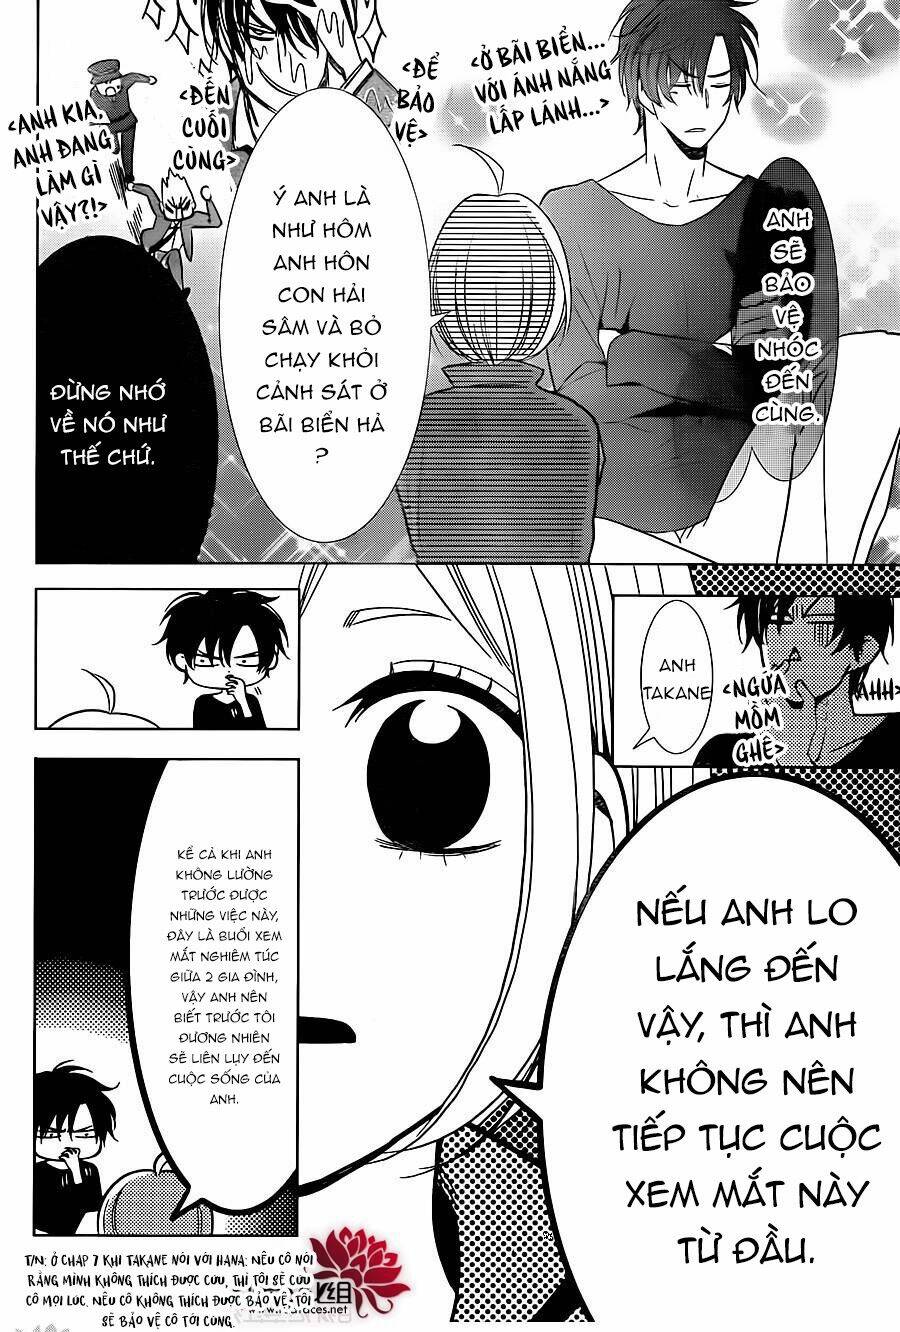 <Ở BÃI BIỂN...
VỚI ÁNH NẮNG
LẤP LÁNH...>
ANH
SẼ
BẢO
VỆ
NHÓC
ĐẾN
CÙNG.
<ĐỂ
BẢO
VỆ>
<ĐẾN
CUỐI
CÙNG>
<ANH KIA,
ANH ĐANG
LÀM GÌ
VẬY?!>
Ý ANH LÀ
NHƯ HÔM
ANH HÔN
CON HẢI
SÂM VÀ BỎ
CHẠY KHỎI
CẢNH SÁT Ở
BÃI BIỂN HẢ
?
ĐỪNG NHỚ
VỀ NÓ NHƯ
THẾ CHỨ.
AHH>
<NGỨA
MỒM
GHÊ>
ANH
TAKANE
NẾU ANH LO
LẮNG ĐẾN
VẬY, THÌ ANH
KHÔNG NÊN
TIẾP TỤC CUỘC
XEM MẮT NÀY
TỪ ĐẦU.
KỂ CẢ KHI ANH
KHÔNG LƯỜNG
TRƯỚC ĐƯỢC
NHỮNG VIỆC NÀY,
ĐÂY LÀ BUỔI XEM
MẮT NGHIÊM TÚC
GIỮA 2 GIA ĐÌNH,
VẬY ANH NÊN
BIẾT TRƯỚC TÔI
ĐƯƠNG NHIÊN
SẼ LIÊN LỤY ĐẾN
CUỘC SỐNG CỦA
ANH.
T/N: Ở CHAP 7 KHI TAKANE NÓI VỚI HANA: NẾU CÔ NÓI
RẰNG MÌNH KHÔNG THÍCH ĐƯỢC CỨU, THÌ TÔI SẼ CỨU
CÔ MỌI LÚC. NẾU CÔ KHÔNG THÍCH ĐƯỢC BẢO VỆ, TÔI
SẼ BẢO VỆ CÔ TỚI CÙNG.